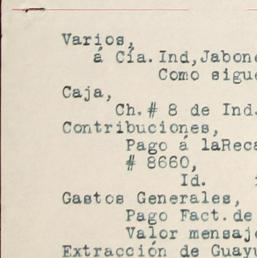 Varios,
á Cía. Ind, Jabone
Como sigue
Caja,
Ch. # 8 de Ind.
Contribuciones,
Pago á laReca
# 8660,
Id.
Gastos Generales,
Pago Fact. de
Valor mensaje
Extracción de Guayu